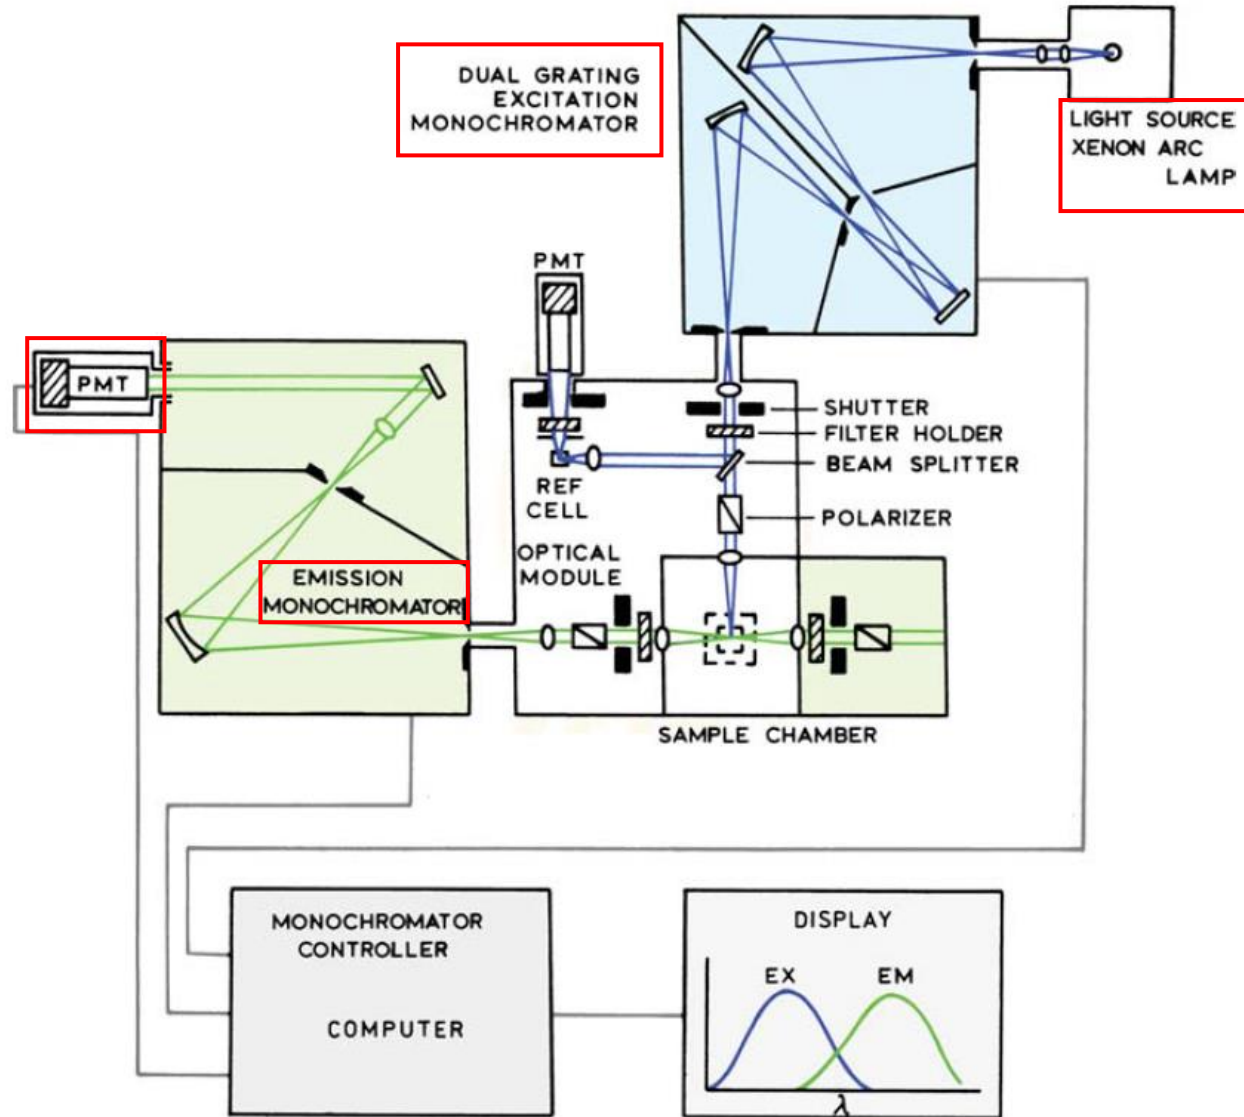 DUAL GRATING
EXCITATION
MONOCHROMATOR
LIGHT SOURCE
XENON ARC
LAMP
PMT
PMT
SHUTTER
FILTER HOLDER
BEAM SPLITTER
REF
CELL
POLARIZER
OPTICAL
MODULE
EMISSION
MONOCHROMATOR
SAMPLE CHAMBER
MONOCHROMATOR
CONTROLLER
COMPUTER
DISPLAY
EX
EM
λ